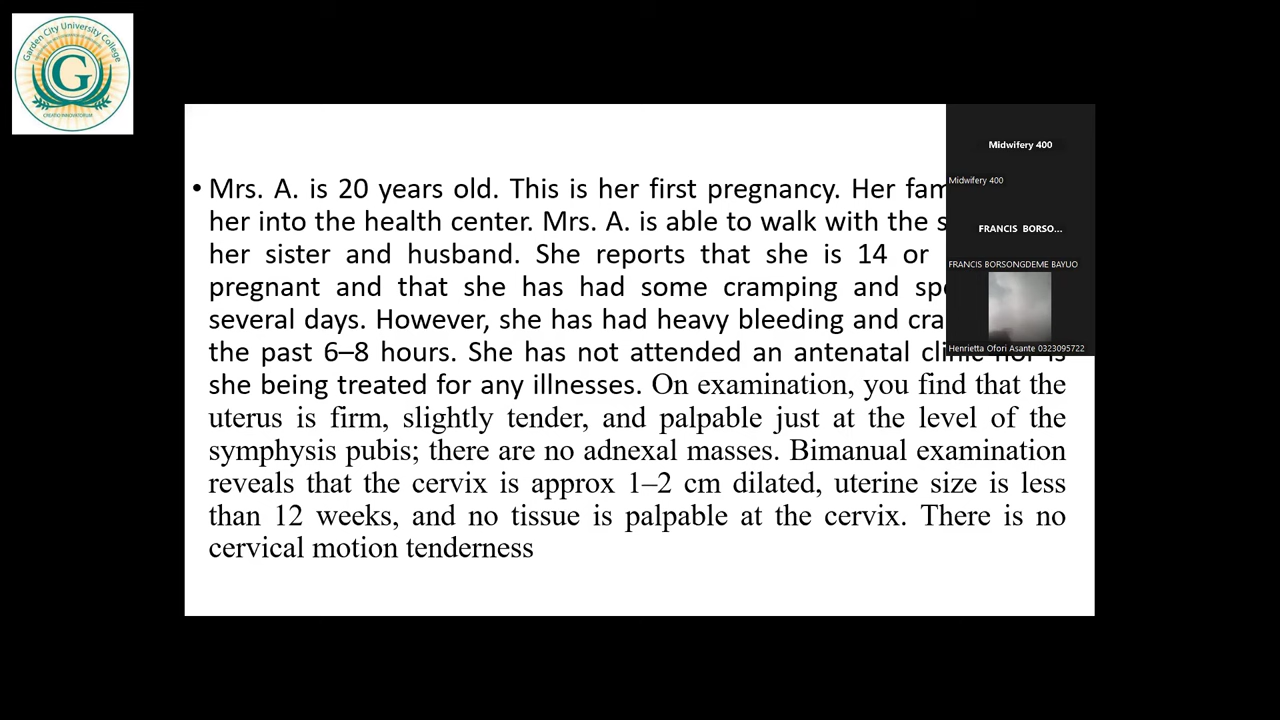 Garden City University College
G
Midwifery 400
Midwifery 400
FRANCIS BORSO...
FRANCIS BORSONGDEME BAYUO
Henrietta Ofori Asante 0323095722
• Mrs. A. is 20 years old. This is her first pregnancy. Her
her into the health center. Mrs. A. is able to walk with the
her sister and husband. She reports that she is 14 or
pregnant and that she has had some cramping and
several days. However, she has had heavy bleeding and
the past 6–8 hours. She has not attended an antenatal
she being treated for any illnesses. On examination, you find that the
uterus is firm, slightly tender, and palpable just at the level of the
symphysis pubis; there are no adnexal masses. Bimanual examination
reveals that the cervix is approx 1–2 cm dilated, uterine size is less
than 12 weeks, and no tissue is palpable at the cervix. There is no
cervical motion tenderness